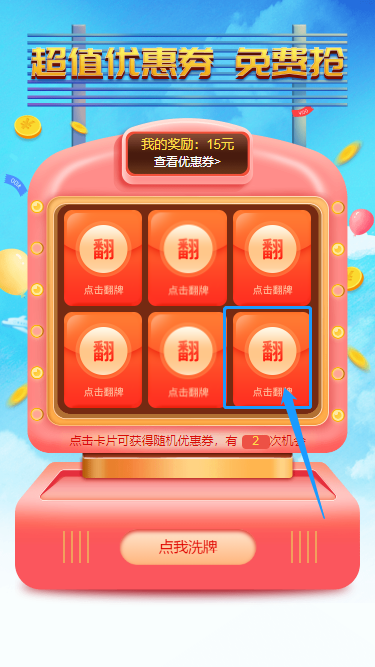 超值优惠券 免费抢
我的奖励：15元
查看优惠券>
翻 翻 翻
点击翻牌 点击翻牌 点击翻牌
翻 翻 翻
点击翻牌 点击翻牌 点击翻牌
点击卡片可获得随机优惠券，有 2 次机会
点我洗牌